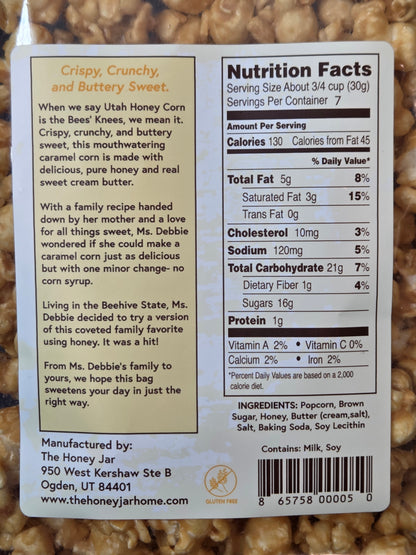 Crispy, Crunchy,
and Buttery Sweet.
When we say Utah Honey Corn
is the Bees' Knees, we mean it.
Crispy, crunchy, and buttery
sweet, this mouthwatering
caramel corn is made with
delicious, pure honey and real
sweet cream butter.
With a family recipe handed
down by her mother and a love
for all things sweet, Ms. Debbie
wondered if she could make a
caramel corn just as delicious
but with one minor change- no
corn syrup.
Living in the Beehive State, Ms.
Debbie decided to try a version
of this coveted family favorite
using honey. It was a hit!
From Ms. Debbie's family to
yours, we hope this bag
sweetens your day in just the
right way.
Manufactured by:
The Honey Jar
950 West Kershaw Ste B
Ogden, UT 84401
www.thehoneyjarhome.com
GLUTEN FREE
Nutrition Facts
Serving Size About 3/4 cup (30g)
Servings Per Container 7
Amount Per Serving
Calories 130 Calories from Fat 45
% Daily Value*
Total Fat 5g 8%
Saturated Fat 3g 15%
Trans Fat 0g
Cholesterol 10mg 3%
Sodium 120mg 5%
Total Carbohydrate 21g 7%
Dietary Fiber 1g 4%
Sugars 16g
Protein 1g
Vitamin A 2% • Vitamin C 0%
Calcium 2% • Iron 2%
*Percent Daily Values are based on a 2,000
calorie diet.
INGREDIENTS: Popcorn, Brown
Sugar, Honey, Butter (cream,salt),
Salt, Baking Soda, Soy Lecithin
Contains: Milk, Soy
8 65758 00005 0